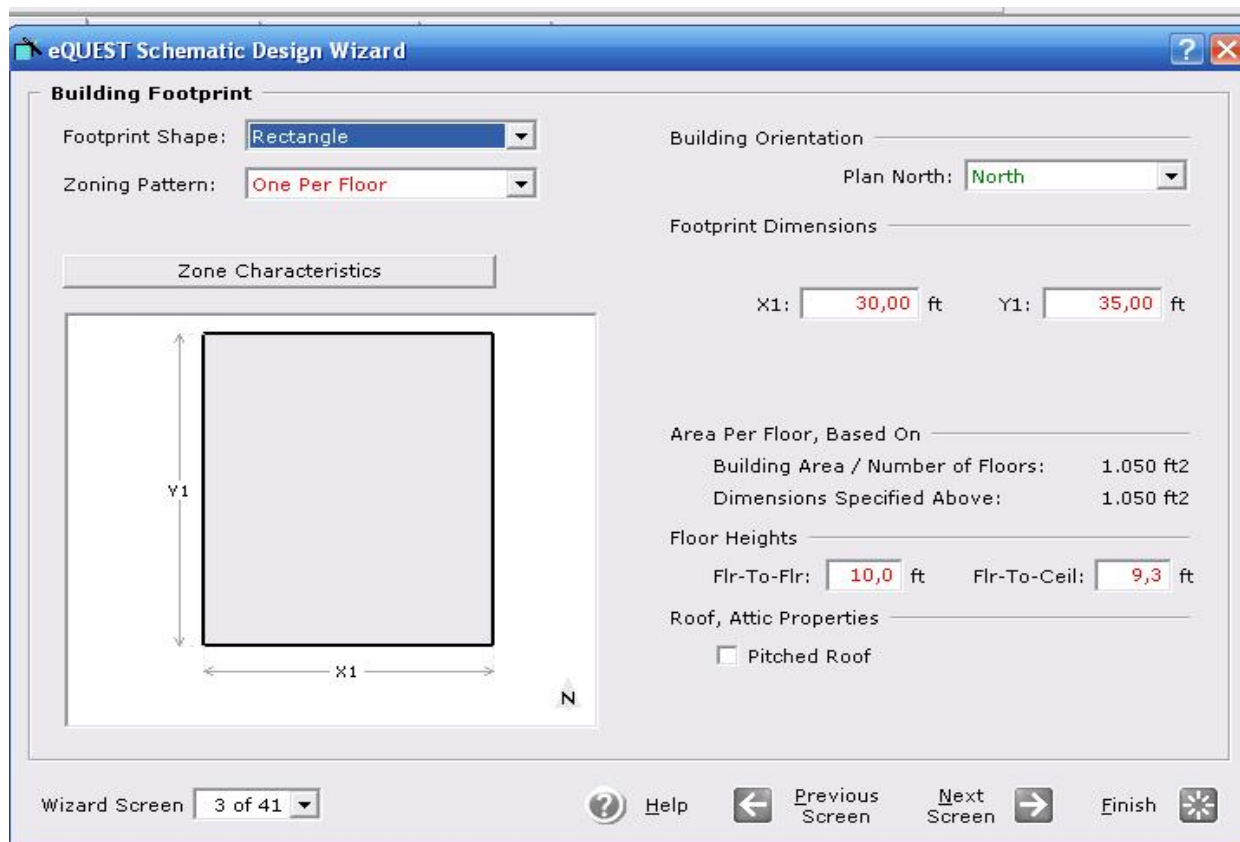 eQUEST Schematic Design Wizard
Building Footprint
Footprint Shape: Rectangle
Zoning Pattern: One Per Floor
Zone Characteristics
Y1
X1
N
Building Orientation
Plan North: North
Footprint Dimensions
X1: 30,00 ft Y1: 35,00 ft
Area Per Floor, Based On
Building Area / Number of Floors: 1.050 ft2
Dimensions Specified Above: 1.050 ft2
Floor Heights
Flr-To-Flr: 10,0 ft Flr-To-Ceil: 9,3 ft
Roof, Attic Properties
Pitched Roof
Wizard Screen 3 of 41
? Help
Previous Screen
Next Screen
Finish